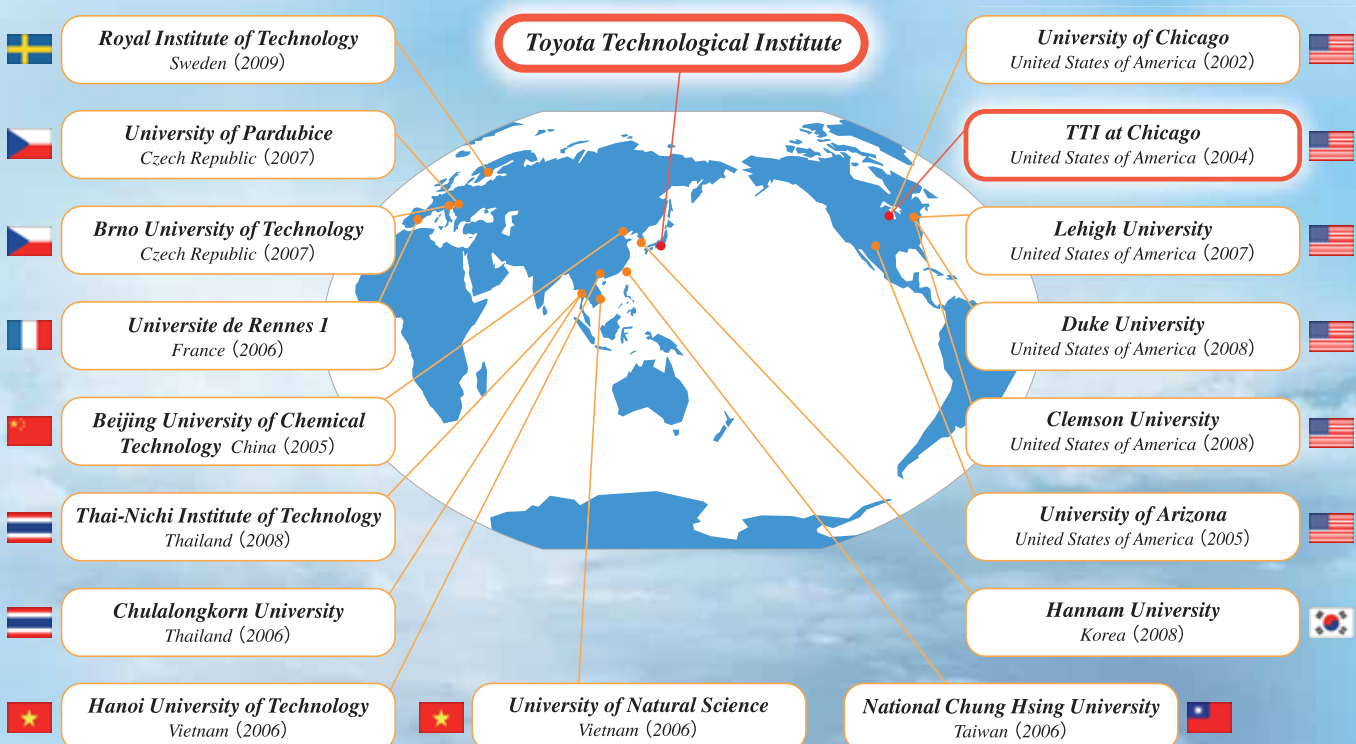 Toyota Technological Institute
Royal Institute of Technology
Sweden (2009)
University of Pardubice
Czech Republic (2007)
Brno University of Technology
Czech Republic (2007)
Universite de Rennes 1
France (2006)
Beijing University of Chemical
Technology China (2005)
Thai-Nichi Institute of Technology
Thailand (2008)
Chulalongkorn University
Thailand (2006)
Hanoi University of Technology
Vietnam (2006)
University of Natural Science
Vietnam (2006)
National Chung Hsing University
Taiwan (2006)
University of Chicago
United States of America (2002)
TTI at Chicago
United States of America (2004)
Lehigh University
United States of America (2007)
Duke University
United States of America (2008)
Clemson University
United States of America (2008)
University of Arizona
United States of America (2005)
Hannam University
Korea (2008)